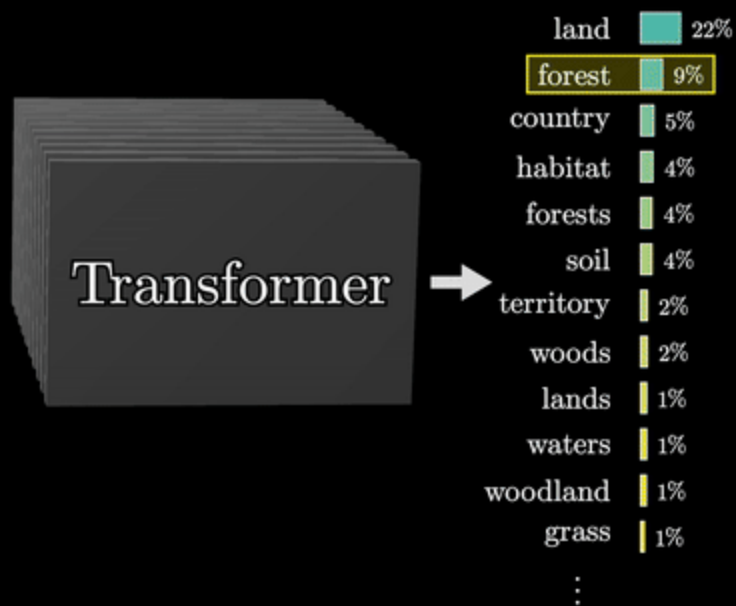 Transformer
land 22%
forest 9%
country 5%
habitat 4%
forests 4%
soil 4%
territory 2%
woods 2%
lands 1%
waters 1%
woodland 1%
grass 1%
⋮